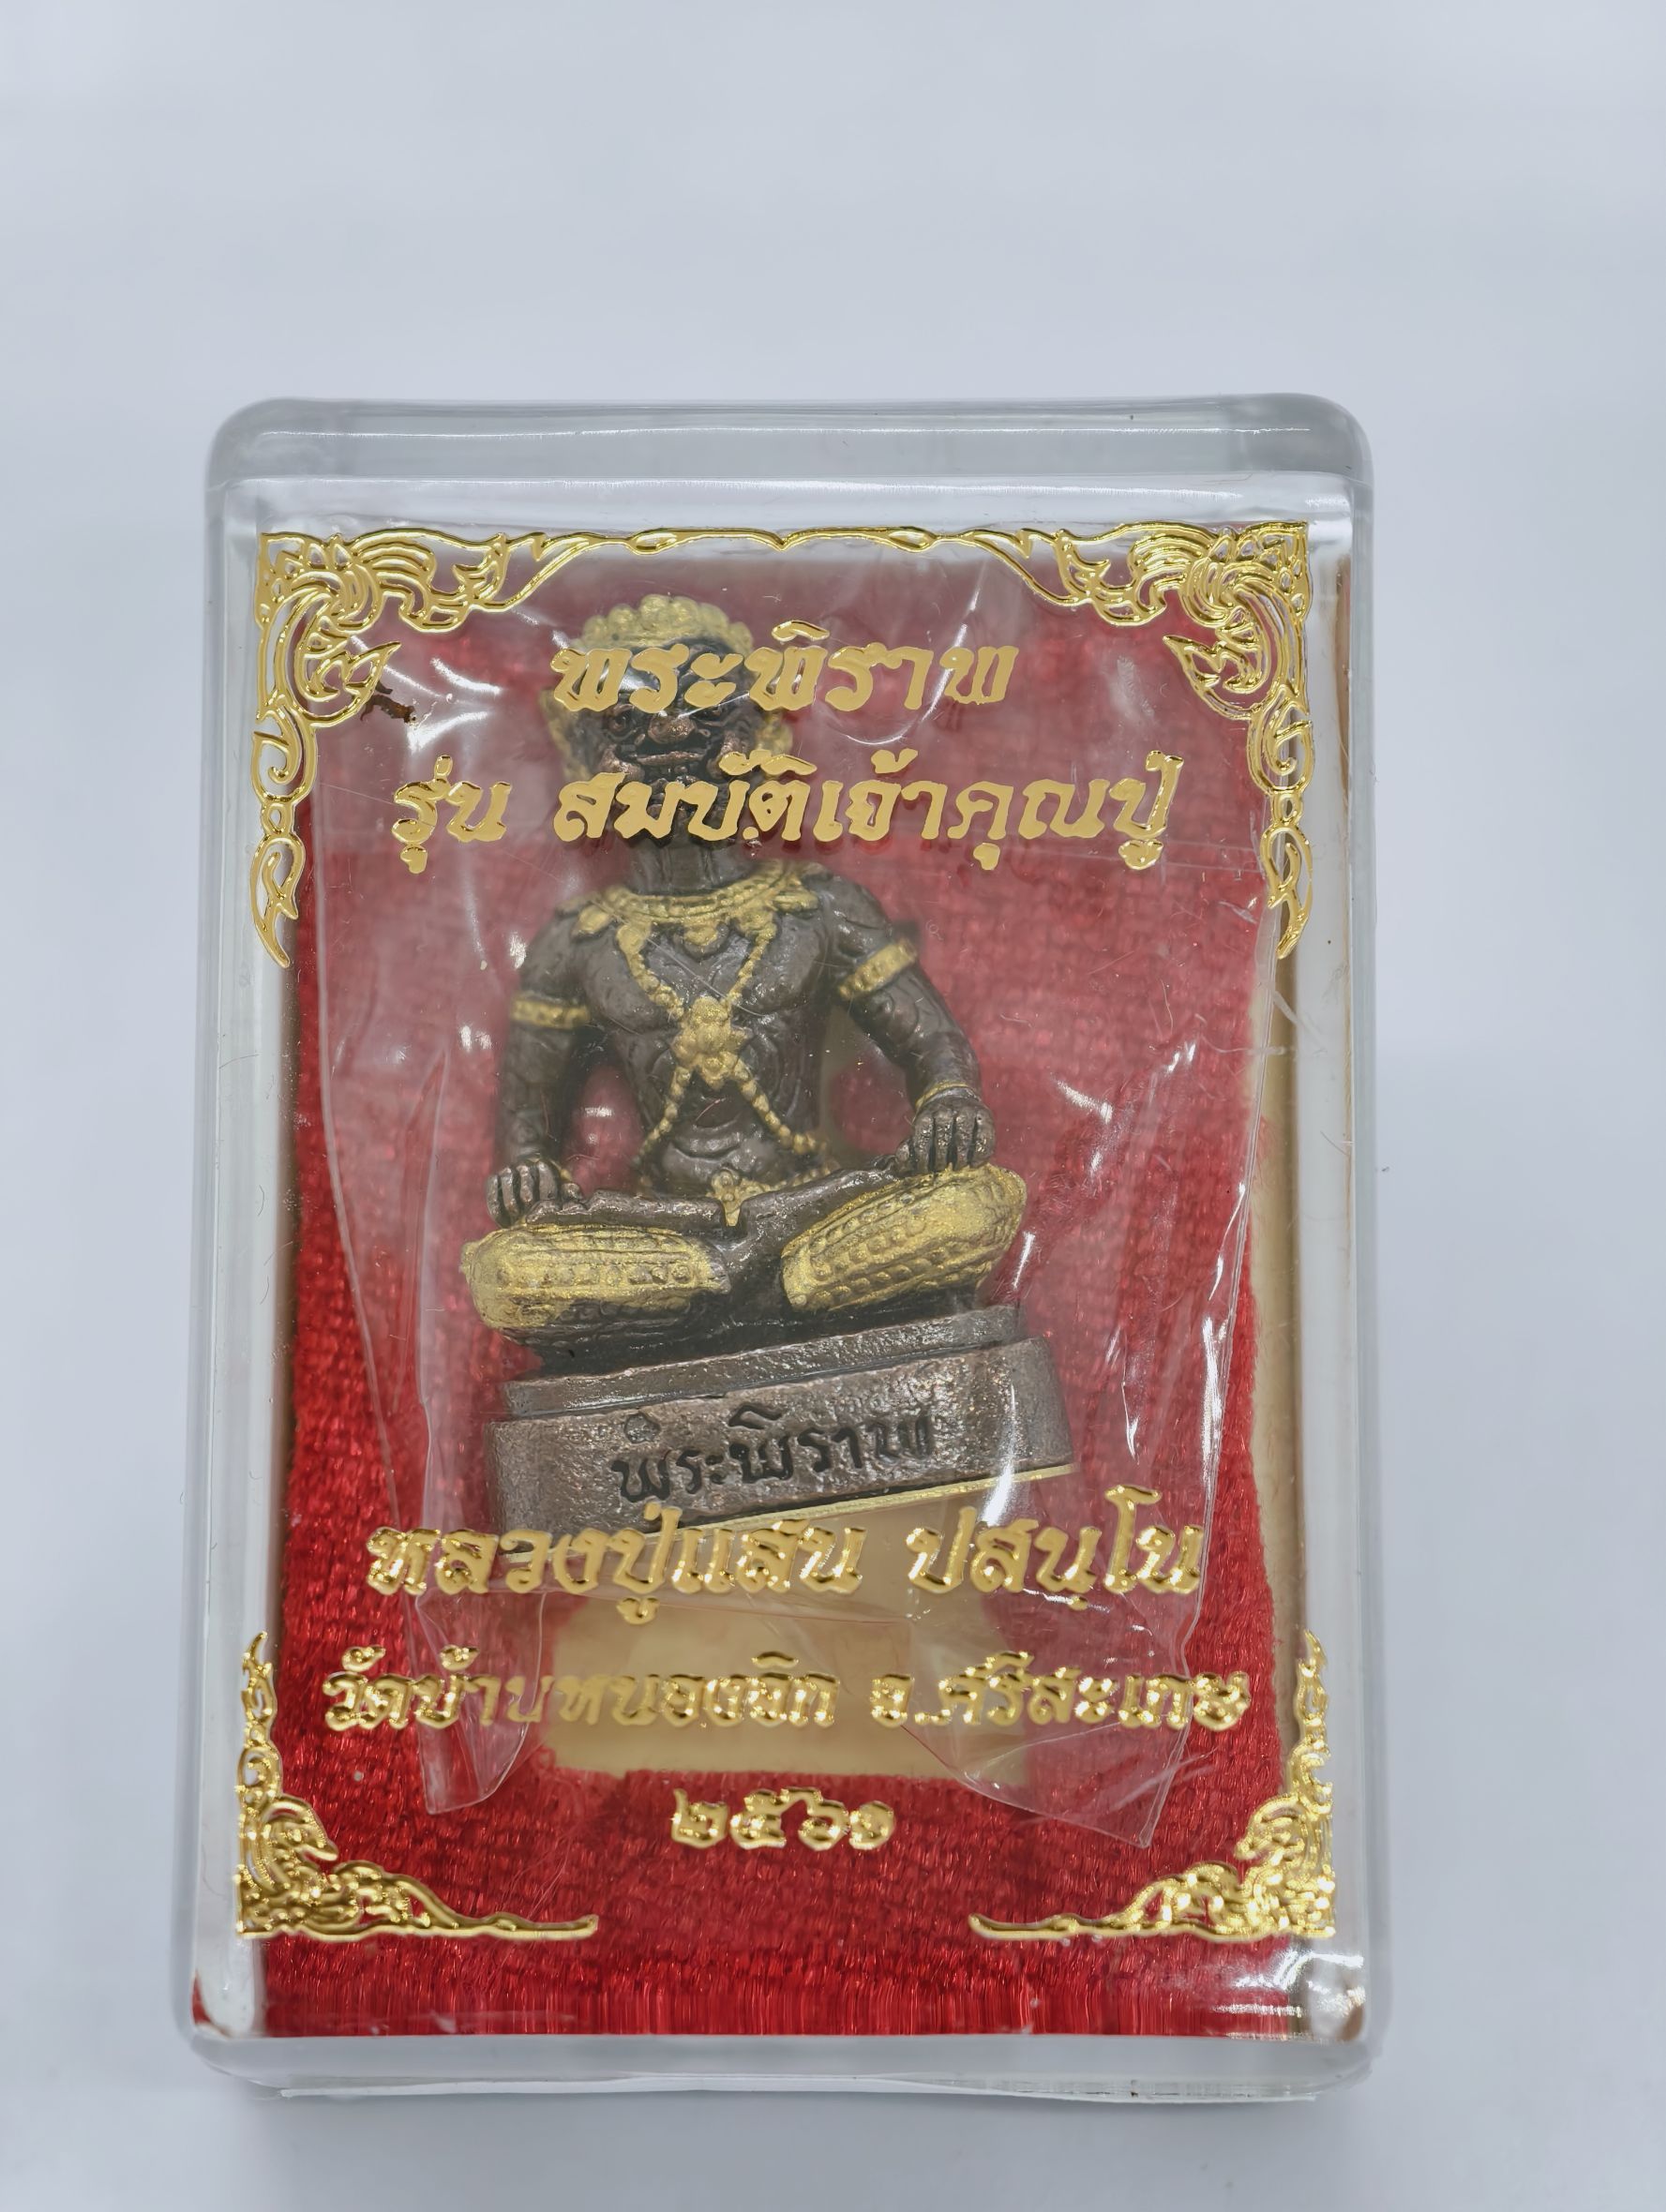 พระพิราพ
รุ่น สมบัติเจ้าคุณปู่
พระพิราพ
หลวงปู่แสน ปสนฺโน
วัดบ้านหนองจิก จ.ศรีสะเกษ
๒๕๖๑